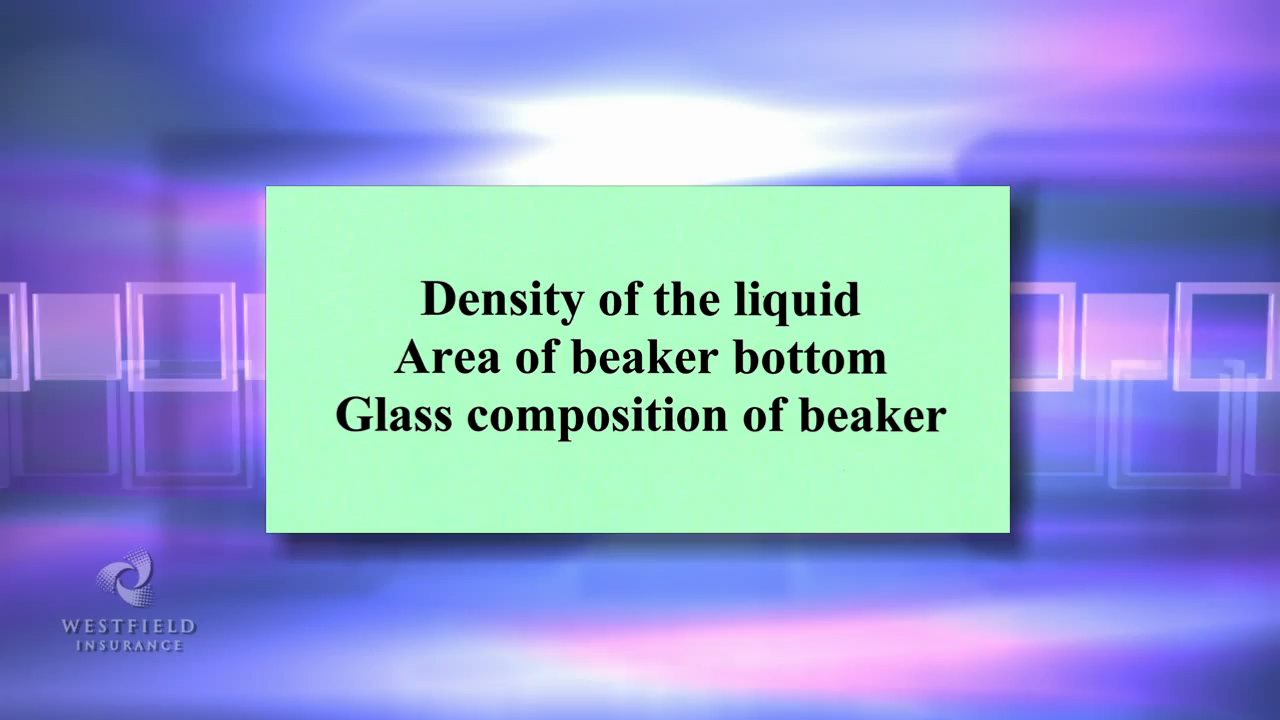 Density of the liquid
Area of beaker bottom
Glass composition of beaker
WESTFIELD
INSURANCE